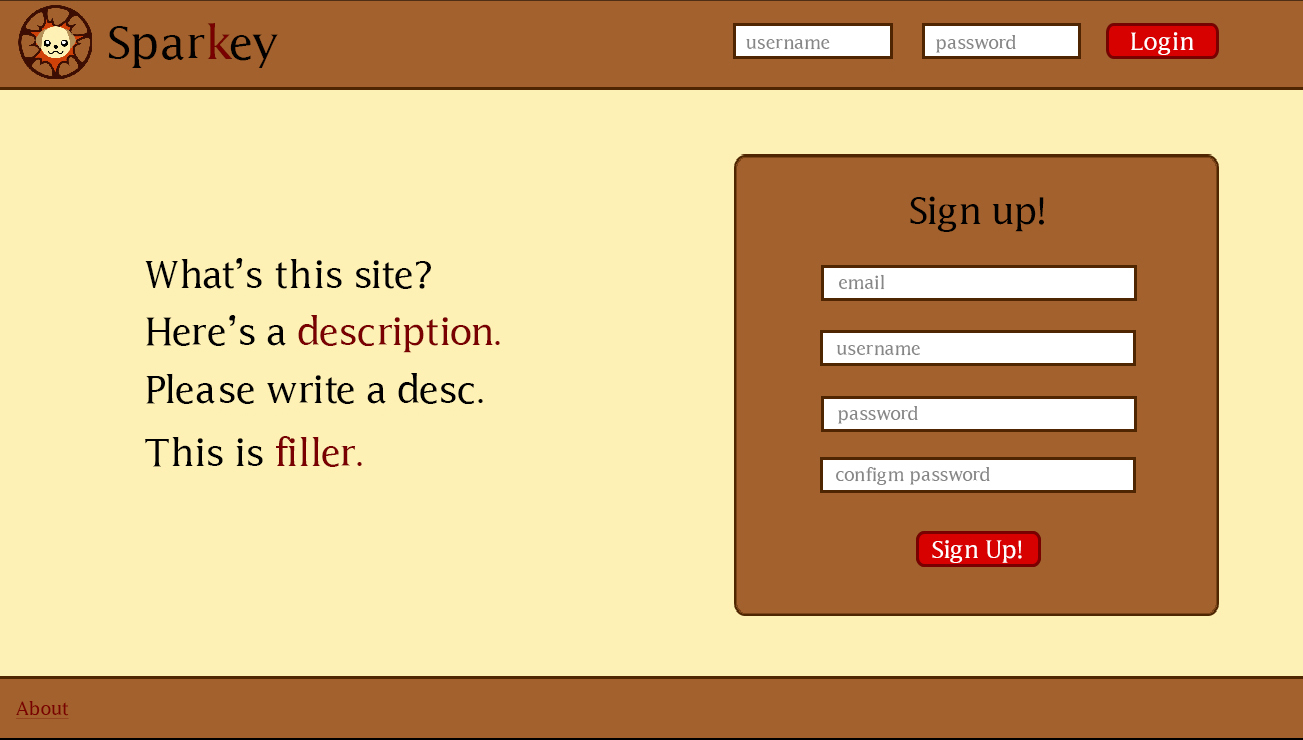 Sparkey
username
password
Login
What's this site?
Here's a description.
Please write a desc.
This is filler.
Sign up!
email
username
password
configm password
Sign Up!
About